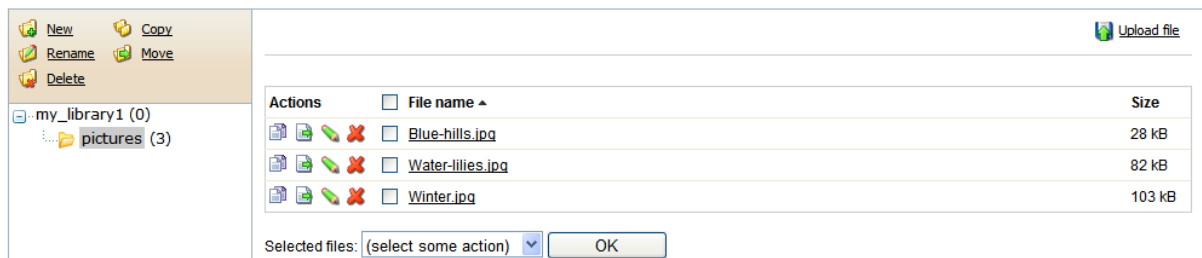 New Copy
Rename Move
Delete
my_library1 (0)
pictures (3)
Upload file
Actions File name Size
Blue-hills.jpg 28 kB
Water-lilies.jpg 82 kB
Winter.jpg 103 kB
Selected files: (select some action) OK